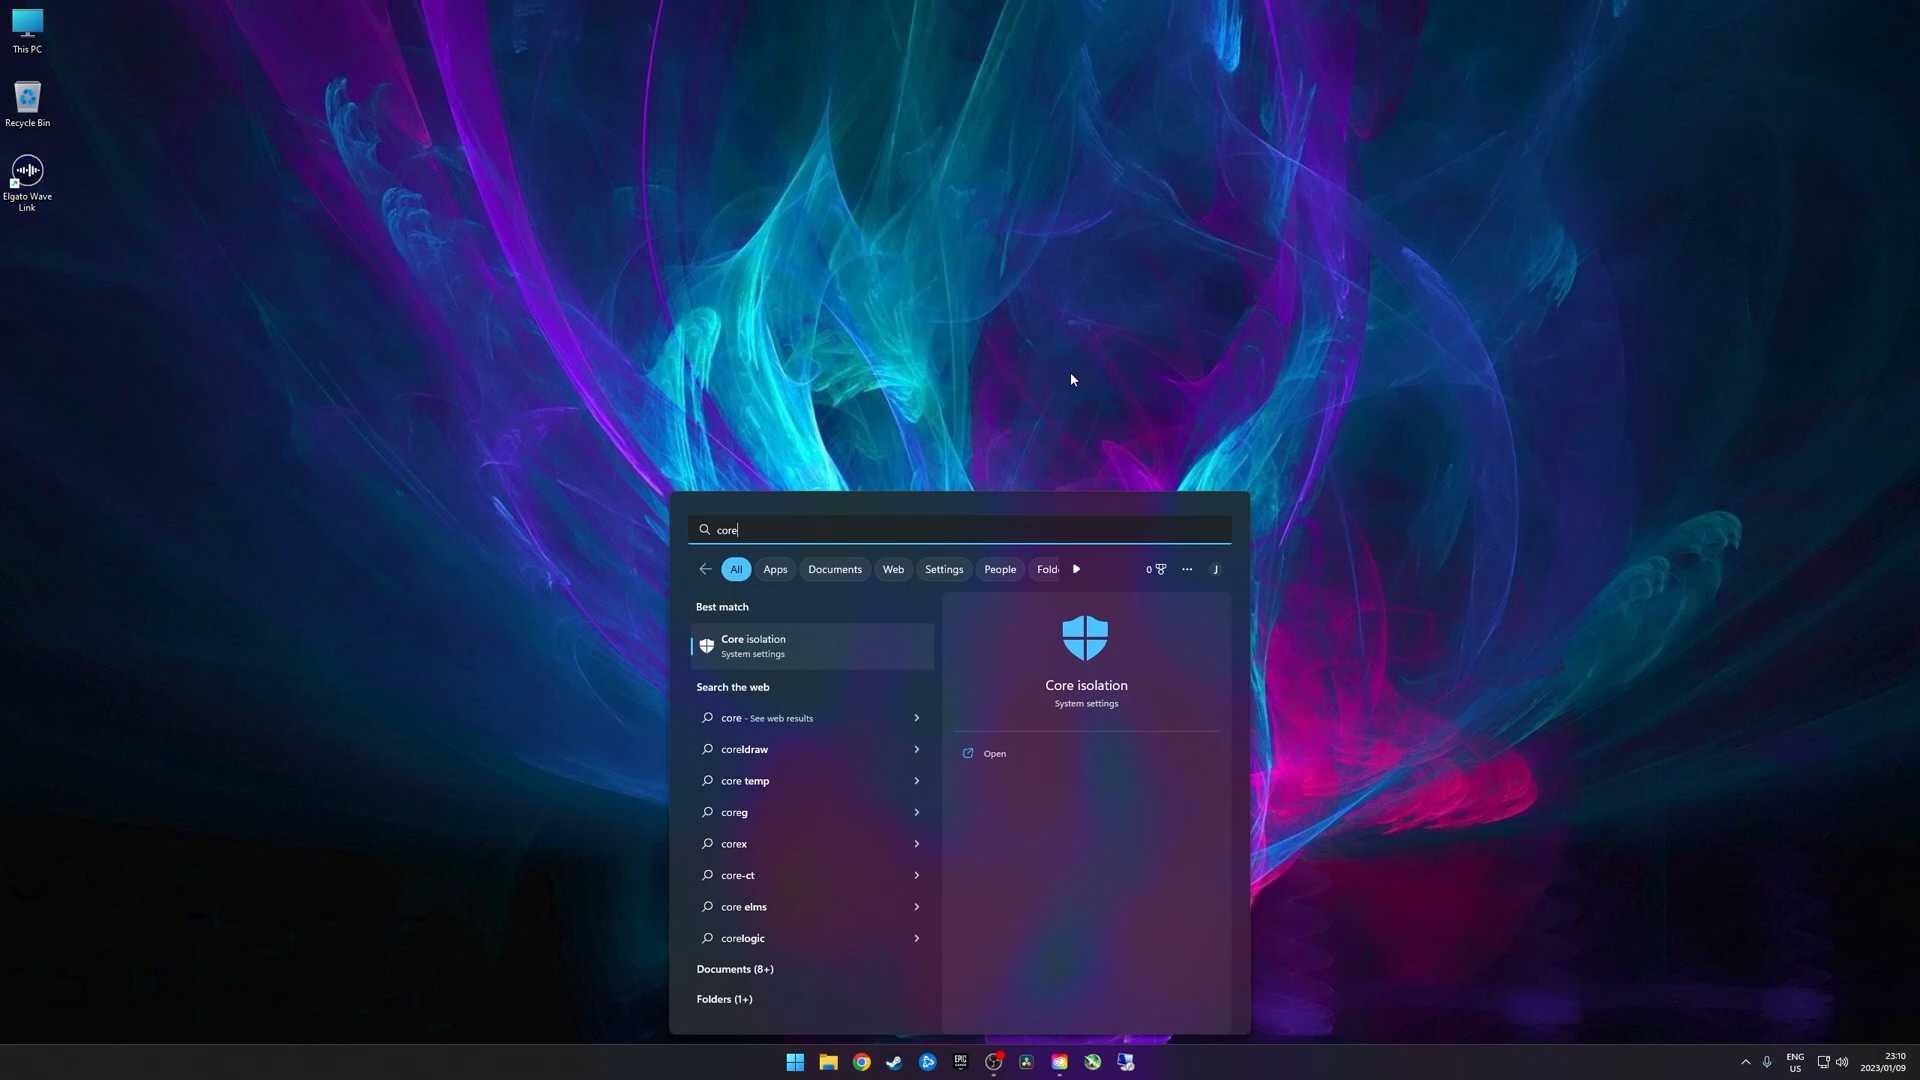 This PC
Recycle Bin
Elgato Wave
Link
core
All
Apps
Documents
Web
Settings
People
Fold
0
J
Best match
Core isolation
System settings
Search the web
core - See web results
coreldraw
core temp
coreg
corex
core-ct
core elms
corelogic
Documents (8+)
Folders (1+)
Core isolation
System settings
Open
EPIC
GAMES
ENG
US
23:10
2023/01/09